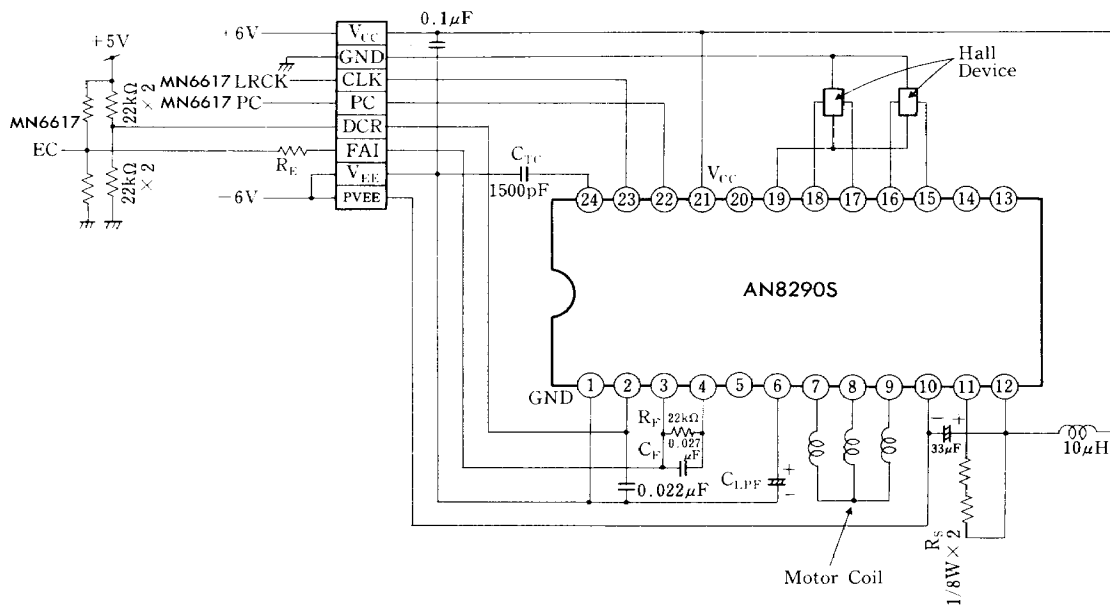 0.1μF
+6V
VCC
+5V
GND
Hall
Device
MN6617 LRCK
CLK
MN6617 PC
PC
22kΩ
×2
MN6617
DCR
EC
RE
FAI
22kΩ
×2
CTC
1500pF
VEE
VCC
−6V
PVEE
24
23
22
21
20
19
18
17
16
15
14
13
AN8290S
GND
1
2
3
4
5
6
7
8
9
10
11
12
RF
22kΩ
CF
0.027
μF
− +
33μF
10μH
0.022μF
CLPF
+
−
RS
1/8W×2
Motor Coil